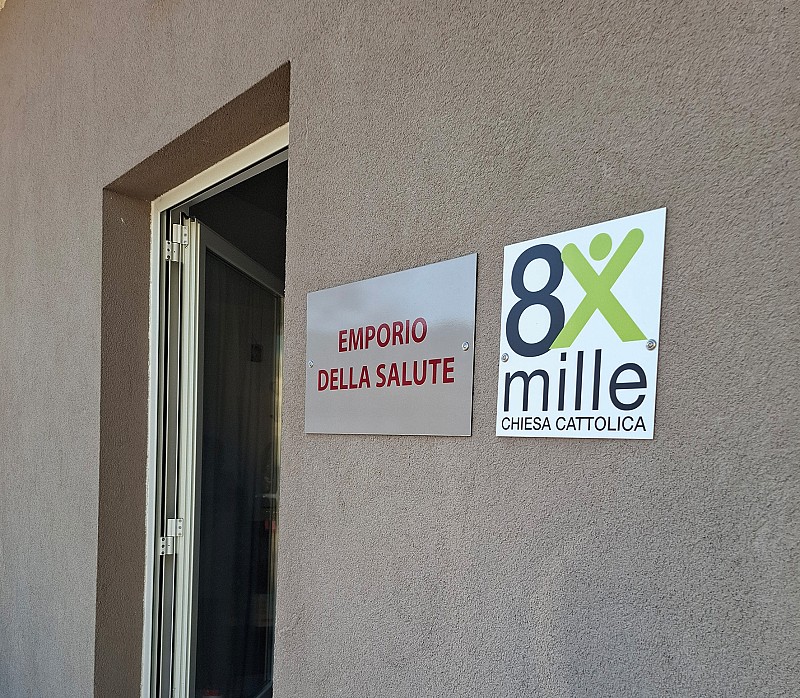 EMPORIO
DELLA SALUTE
8X
mille
CHIESA CATTOLICA